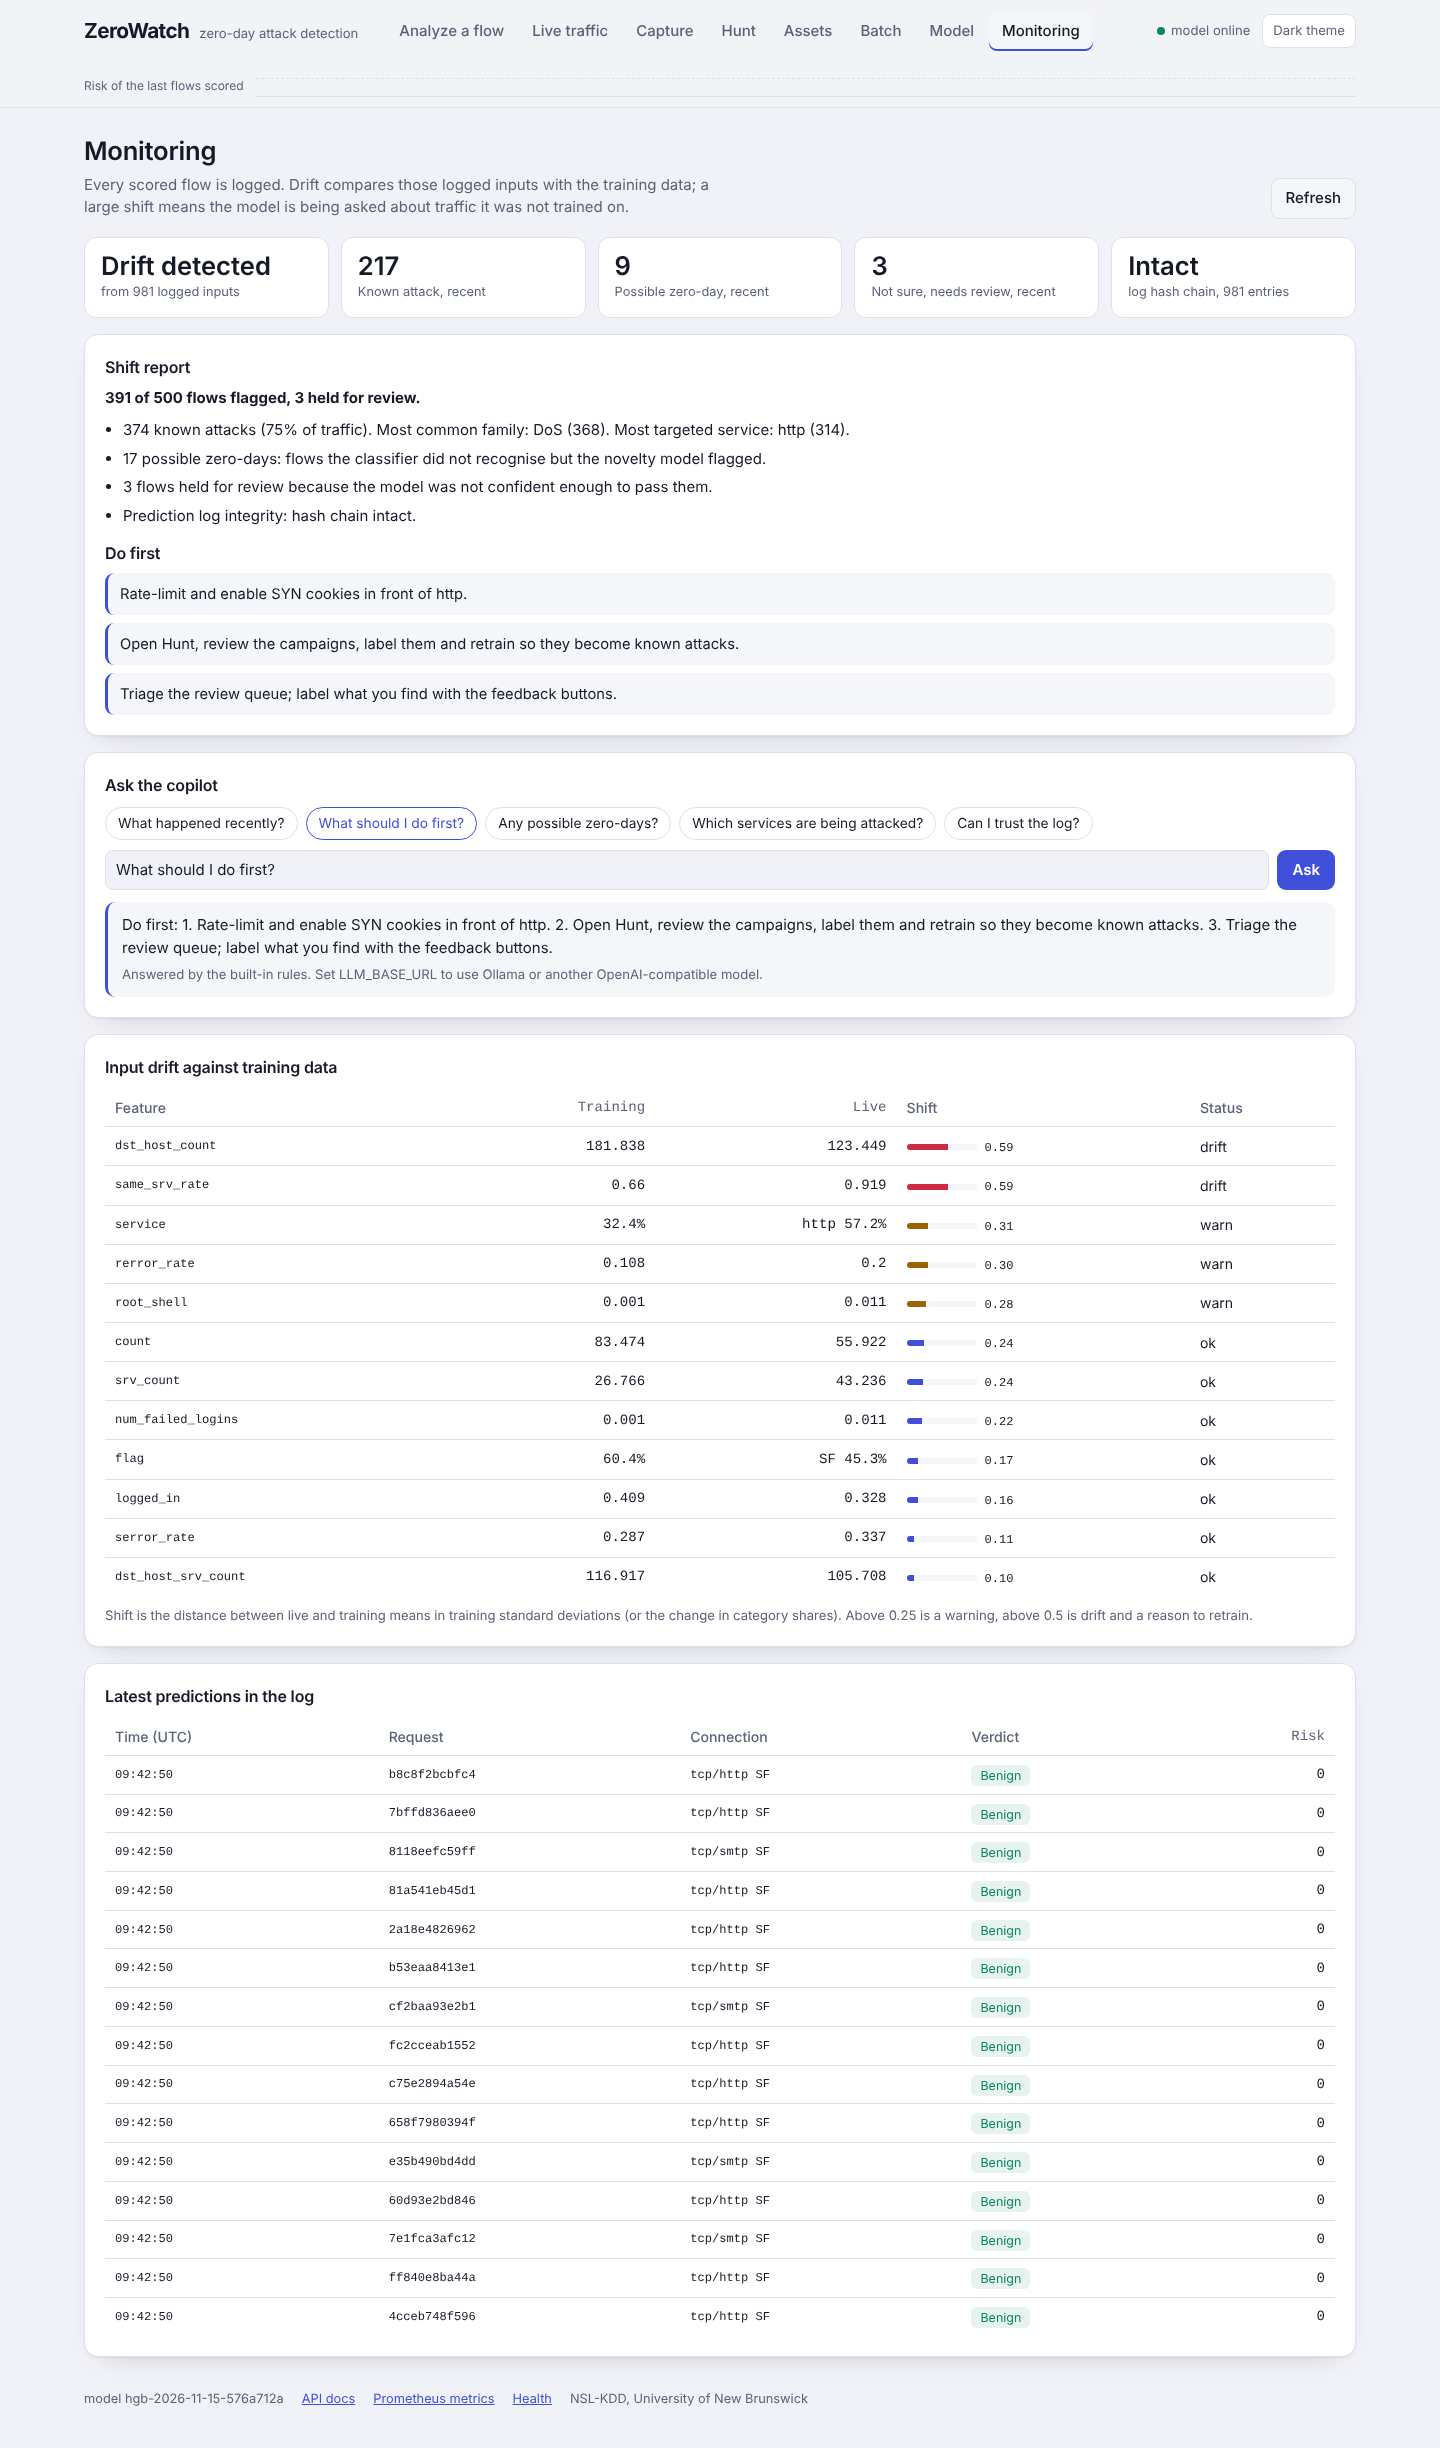 ZeroWatch zero-day attack detection Analyze a flow Live traffic Capture Hunt Assets Batch Model Monitoring model online Dark theme
Risk of the last flows scored
Monitoring
Every scored flow is logged. Drift compares those logged inputs with the training data; a
large shift means the model is being asked about traffic it was not trained on.
Refresh
Drift detected 217 9 3 Intact
from 981 logged inputs Known attack, recent Possible zero-day, recent Not sure, needs review, recent log hash chain, 981 entries
Shift report
391 of 500 flows flagged, 3 held for review.
• 374 known attacks (75% of traffic). Most common family: DoS (368). Most targeted service: http (314).
• 17 possible zero-days: flows the classifier did not recognise but the novelty model flagged.
• 3 flows held for review because the model was not confident enough to pass them.
• Prediction log integrity: hash chain intact.
Do first
Rate-limit and enable SYN cookies in front of http.
Open Hunt, review the campaigns, label them and retrain so they become known attacks.
Triage the review queue; label what you find with the feedback buttons.
Ask the copilot
What happened recently? What should I do first? Any possible zero-days? Which services are being attacked? Can I trust the log?
What should I do first? Ask
Do first: 1. Rate-limit and enable SYN cookies in front of http. 2. Open Hunt, review the campaigns, label them and retrain so they become known attacks. 3. Triage the
review queue; label what you find with the feedback buttons.
Answered by the built-in rules. Set LLM_BASE_URL to use Ollama or another OpenAI-compatible model.
Input drift against training data
Feature Training Live Shift Status
dst_host_count 181.838 123.449 0.59 drift
same_srv_rate 0.66 0.919 0.59 drift
service 32.4% http 57.2% 0.31 warn
rerror_rate 0.108 0.2 0.30 warn
root_shell 0.001 0.011 0.28 warn
count 83.474 55.922 0.24 ok
srv_count 26.766 43.236 0.24 ok
num_failed_logins 0.001 0.011 0.22 ok
flag 60.4% SF 45.3% 0.17 ok
logged_in 0.409 0.328 0.16 ok
serror_rate 0.287 0.337 0.11 ok
dst_host_srv_count 116.917 105.708 0.10 ok
Shift is the distance between live and training means in training standard deviations (or the change in category shares). Above 0.25 is a warning, above 0.5 is drift and a reason to retrain.
Latest predictions in the log
Time (UTC) Request Connection Verdict Risk
09:42:50 b8c8f2bcbfc4 tcp/http SF Benign 0
09:42:50 7bffd836aee0 tcp/http SF Benign 0
09:42:50 8118eefc59ff tcp/smtp SF Benign 0
09:42:50 81a541eb45d1 tcp/http SF Benign 0
09:42:50 2a18e4826962 tcp/http SF Benign 0
09:42:50 b53eaa8413e1 tcp/http SF Benign 0
09:42:50 cf2baa93e2b1 tcp/smtp SF Benign 0
09:42:50 fc2cceab1552 tcp/http SF Benign 0
09:42:50 c75e2894a54e tcp/http SF Benign 0
09:42:50 658f7980394f tcp/http SF Benign 0
09:42:50 e35b490bd4dd tcp/smtp SF Benign 0
09:42:50 60d93e2bd846 tcp/http SF Benign 0
09:42:50 7e1fca3afc12 tcp/smtp SF Benign 0
09:42:50 ff840e8ba44a tcp/http SF Benign 0
09:42:50 4cceb748f596 tcp/http SF Benign 0
model hgb-2026-11-15-576a712a API docs Prometheus metrics Health NSL-KDD, University of New Brunswick